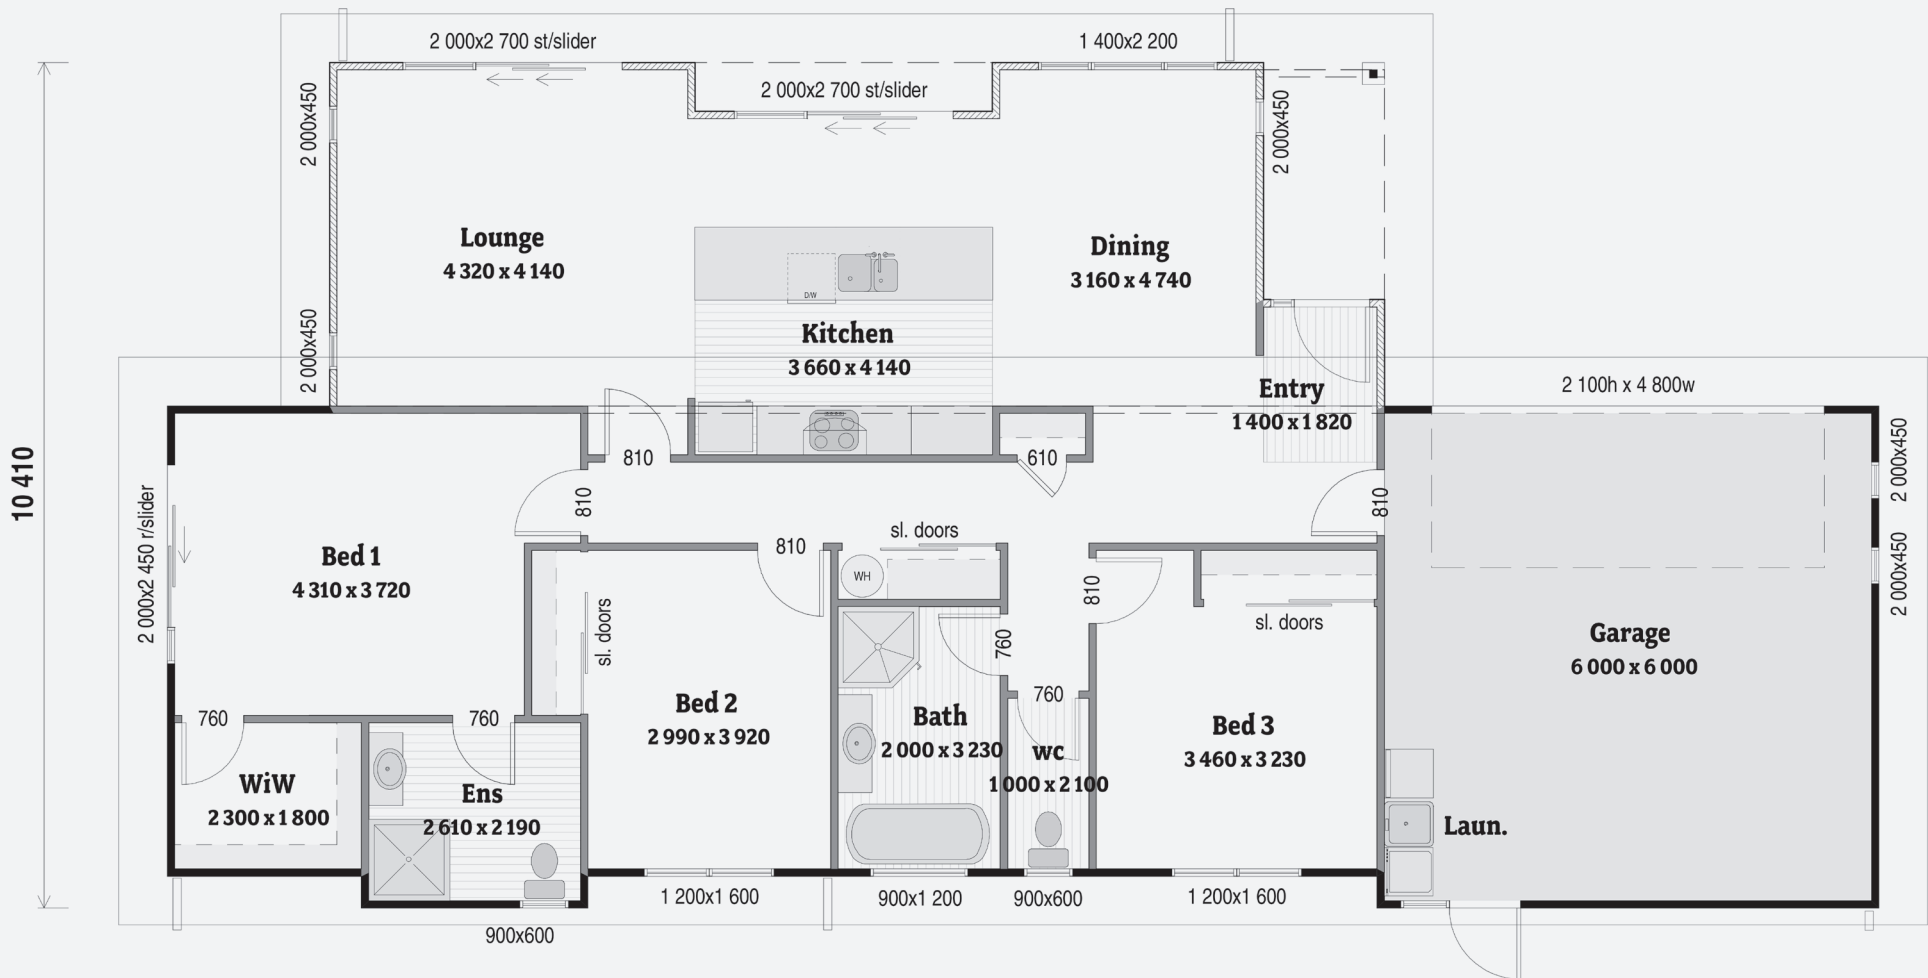 2 000x2 700 st/slider
1 400x2 200
2 000x2 700 st/slider
2 000x450
2 000x450
Lounge
4 320 x 4 140
Dining
3 160 x 4 740
D/W
Kitchen
3 660 x 4 140
2 000x450
Entry
1 400 x 1 820
2 100h x 4 800w
10 410
810
610
810
810
2 000x450
2 000x2 450 r/slider
sl. doors
810
2 000x450
Bed 1
4 310 x 3 720
WH
810
sl. doors
sl. doors
760
Garage
6 000 x 6 000
760
760
760
Bed 2
2 990 x 3 920
Bath
2 000 x 3 230
wc
1 000 x 2 100
Bed 3
3 460 x 3 230
WiW
2 300 x 1 800
Ens
2 610 x 2 190
Laun.
1 200x1 600
900x1 200
900x600
1 200x1 600
900x600